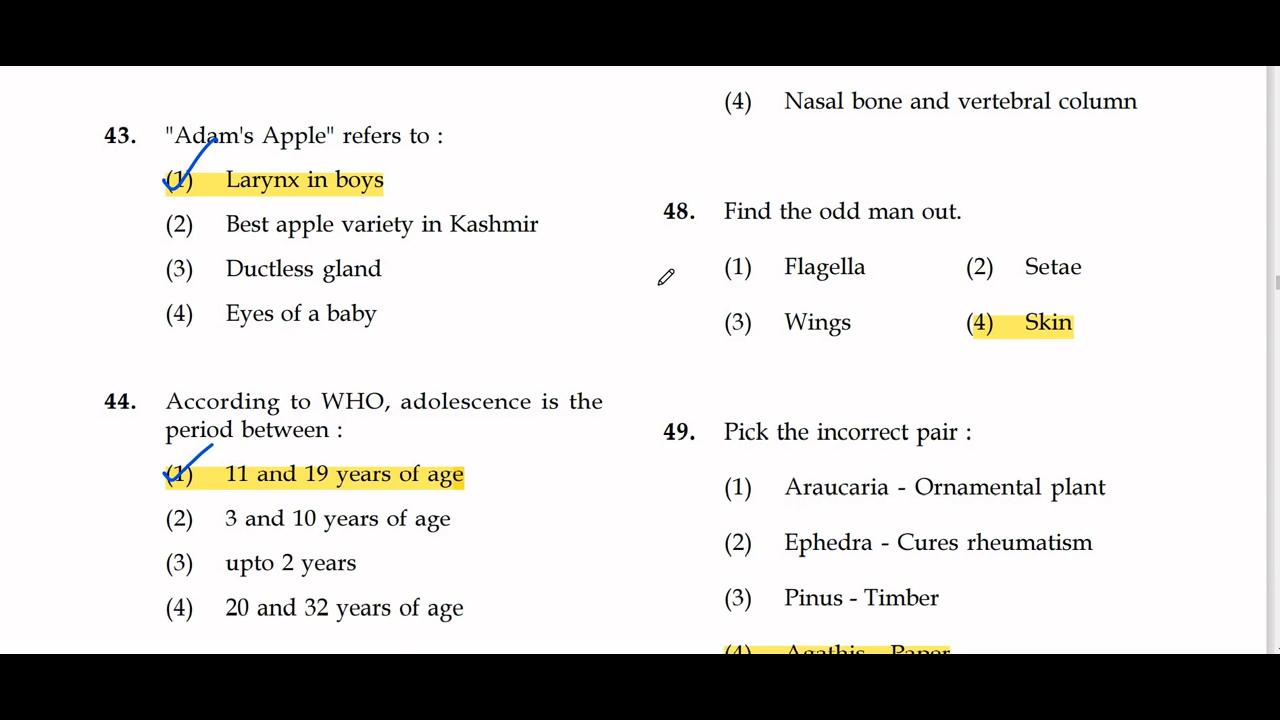 43. "Adam's Apple" refers to :
(1) Larynx in boys
(2) Best apple variety in Kashmir
(3) Ductless gland
(4) Eyes of a baby
44. According to WHO, adolescence is the
period between :
(1) 11 and 19 years of age
(2) 3 and 10 years of age
(3) upto 2 years
(4) 20 and 32 years of age
(4) Nasal bone and vertebral column
48. Find the odd man out.
(1) Flagella (2) Setae
(3) Wings (4) Skin
49. Pick the incorrect pair :
(1) Araucaria - Ornamental plant
(2) Ephedra - Cures rheumatism
(3) Pinus - Timber
(4) Agathis - Paper